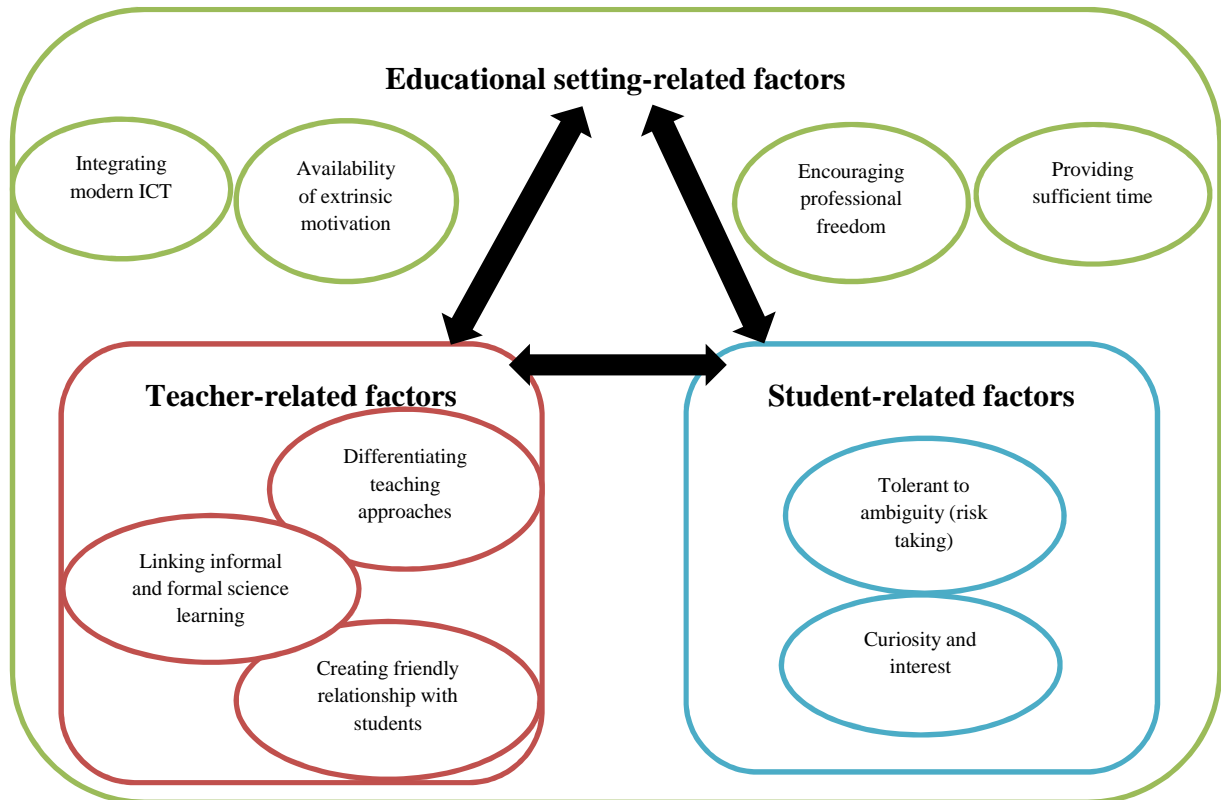 Educational setting-related factors
Integrating
modern ICT
Availability
of extrinsic
motivation
Encouraging
professional
freedom
Providing
sufficient time
Teacher-related factors
Differentiating
teaching
approaches
Linking informal
and formal science
learning
Creating friendly
relationship with
students
Student-related factors
Tolerant to
ambiguity (risk
taking)
Curiosity and
interest